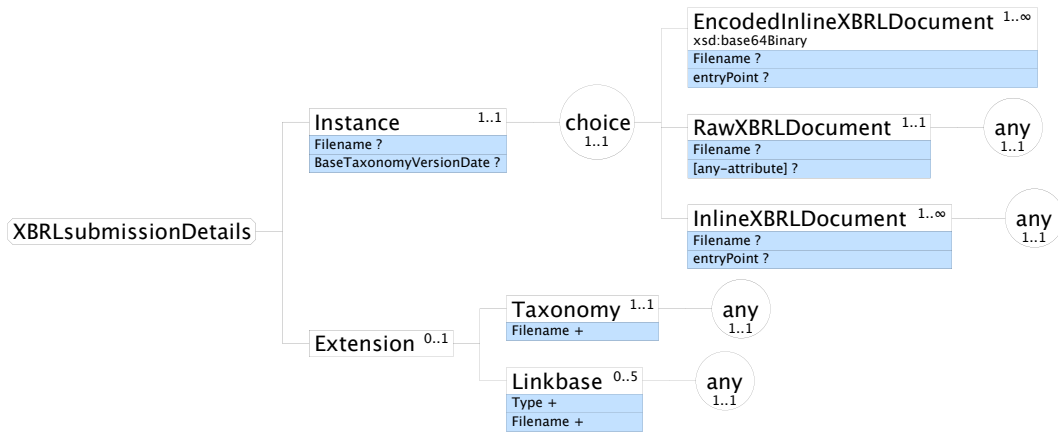 EncodedInlineXBRLDocument 1..∞
xsd:base64Binary
Filename ?
entryPoint ?
Instance 1..1
Filename ?
BaseTaxonomyVersionDate ?
choice
1..1
RawXBRLDocument 1..1
Filename ?
[any-attribute] ?
any
1..1
XBRLsubmissionDetails
InlineXBRLDocument 1..∞
Filename ?
entryPoint ?
any
1..1
Extension 0..1
Taxonomy 1..1
Filename +
any
1..1
Linkbase 0..5
Type +
Filename +
any
1..1